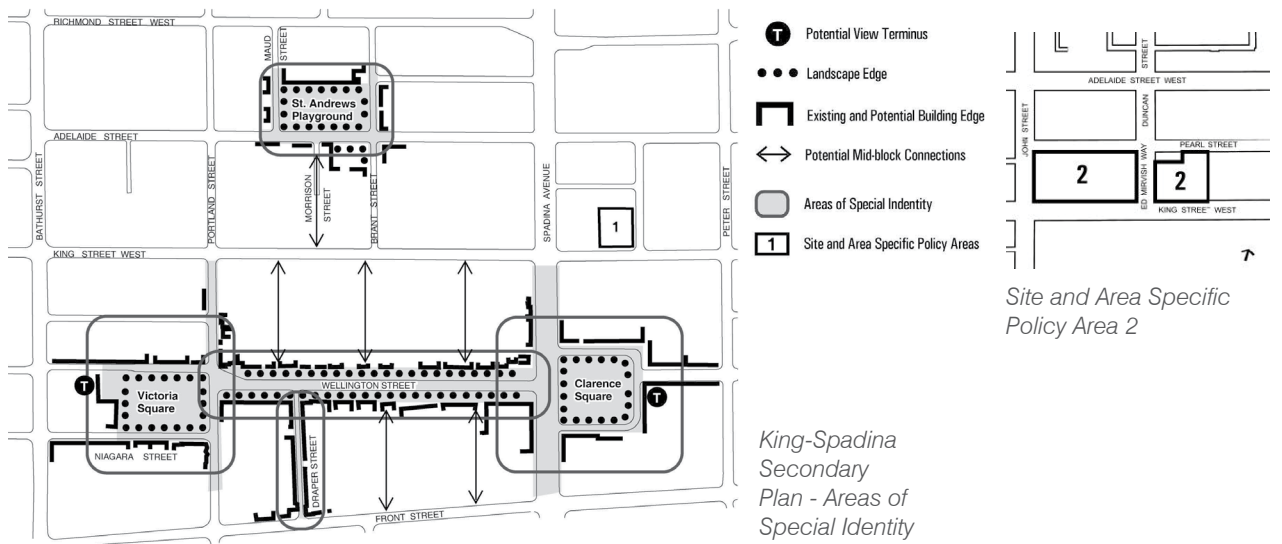 RICHMOND STREET WEST
MAUD
STREET
St. Andrews
Playground
ADELAIDE STREET
BATHURST STREET
PORTLAND STREET
MORRISON
STREET
BRANT STREET
SPADINA AVENUE
PETER STREET
1
KING STREET WEST
WELLINGTON STREET
T
Victoria
Square
Clarence
Square
T
NIAGARA STREET
DRAPER STREET
FRONT STREET
T
Potential View Terminus
Landscape Edge
Existing and Potential Building Edge
Potential Mid-block Connections
Areas of Special Indentity
1
Site and Area Specific Policy Areas
King-Spadina
Secondary
Plan - Areas of
Special Identity
STREET
ADELAIDE STREET WEST
JOHN STREET
DUNCAN
PEARL STREET
2
ED MIRVISH WAY
2
KING STREET WEST
Site and Area Specific
Policy Area 2